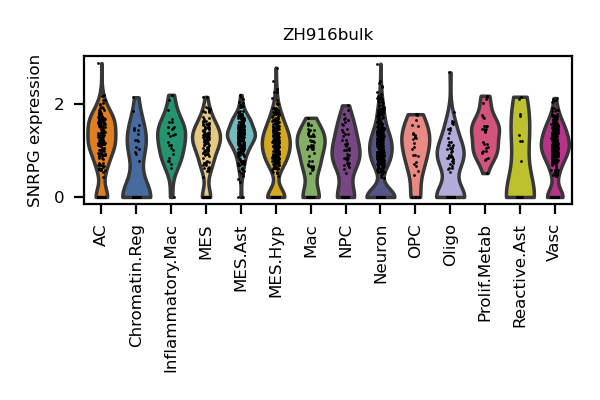 ZH916bulk
SNRPG expression
2
0
AC
Chromatin.Reg
Inflammatory.Mac
MES
MES.Ast
MES.Hyp
Mac
NPC
Neuron
OPC
Oligo
Prolif.Metab
Reactive.Ast
Vasc